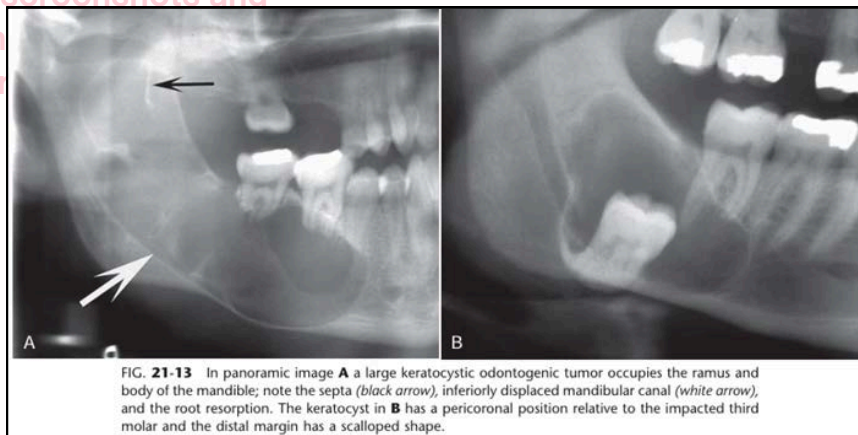 screenshots and
A
B
FIG. 21-13 In panoramic image A a large keratocystic odontogenic tumor occupies the ramus and
body of the mandible; note the septa (black arrow), inferiorly displaced mandibular canal (white arrow),
and the root resorption. The keratocyst in B has a pericoronal position relative to the impacted third
molar and the distal margin has a scalloped shape.